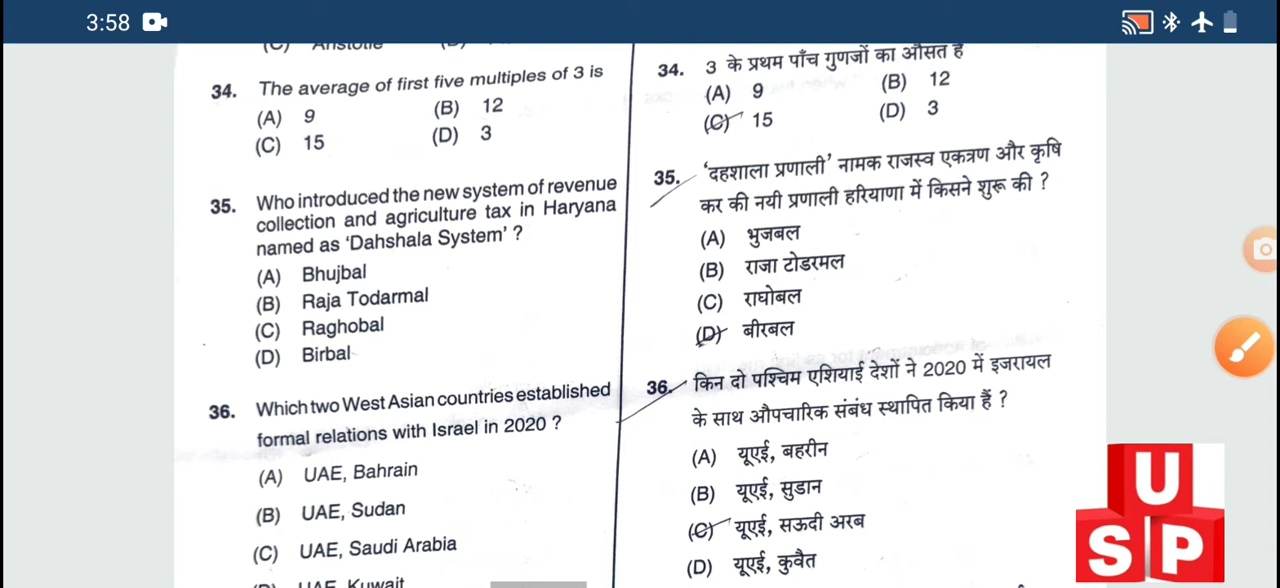 3:58
(C) Aristotle
34. The average of first five multiples of 3 is
(A) 9 (B) 12
(C) 15 (D) 3
35. Who introduced the new system of revenue
collection and agriculture tax in Haryana
named as ‘Dahshala System’ ?
(A) Bhujbal
(B) Raja Todarmal
(C) Raghobal
(D) Birbal
36. Which two West Asian countries established
formal relations with Israel in 2020 ?
(A) UAE, Bahrain
(B) UAE, Sudan
(C) UAE, Saudi Arabia
(D) UAE, Kuwait
34. 3 के प्रथम पाँच गुणजों का औसत है
(A) 9 (B) 12
(C) 15 (D) 3
35. ‘दहशाला प्रणाली’ नामक राजस्व एकत्रण और कृषि
कर की नयी प्रणाली हरियाणा में किसने शुरू की ?
(A) भुजबल
(B) राजा टोडरमल
(C) राघोबल
(D) बीरबल
36. किन दो पश्चिम एशियाई देशों ने 2020 में इजरायल
के साथ औपचारिक संबंध स्थापित किया हैं ?
(A) यूएई, बहरीन
(B) यूएई, सुडान
(C) यूएई, सऊदी अरब
(D) यूएई, कुवैत
U
S P